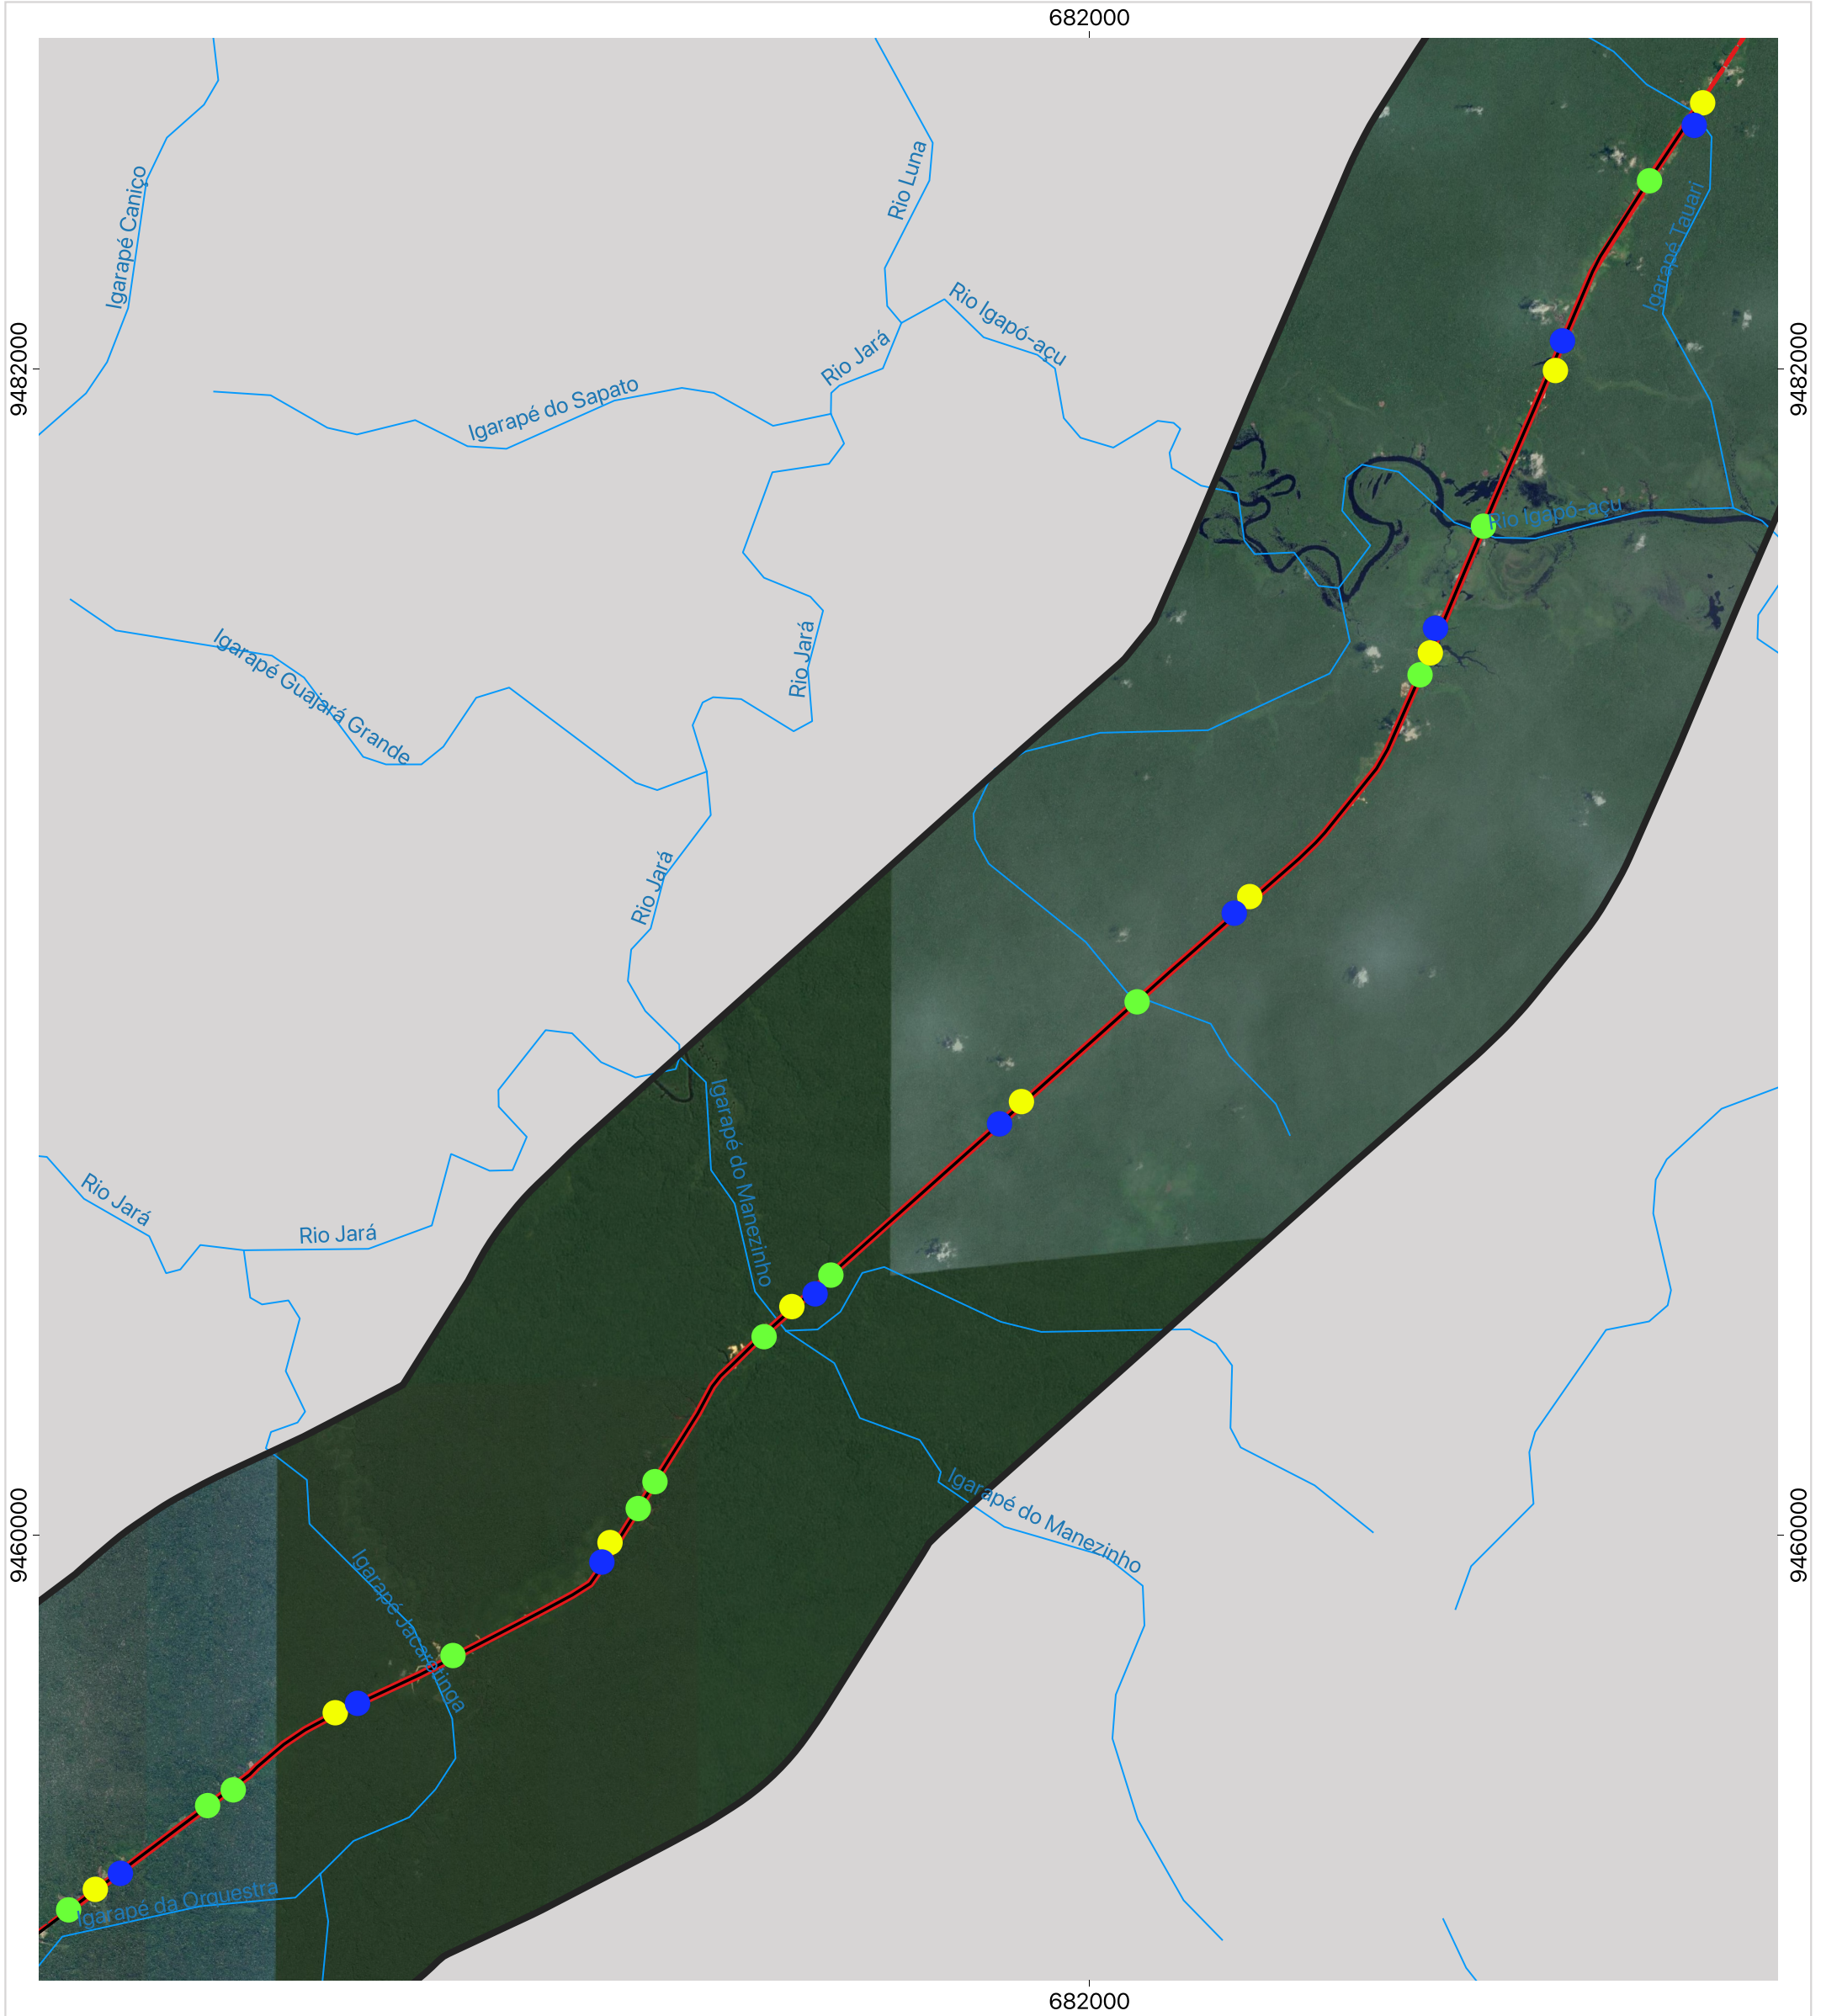 682000
Igarapé Caniço
Rio Luna
Igarapé Tauari
Rio Igapó-açu
Rio Jará
9482000
9482000
Igarapé do Sapato
Rio Igapó-açu
Igarapé Guajará Grande
Rio Jará
Rio Jará
Igarapé do Manezinho
Rio Jará
Rio Jará
Igarapé do Manezinho
9460000
9460000
Igarapé Jacaretinga
Igarapé da Orquestra
682000